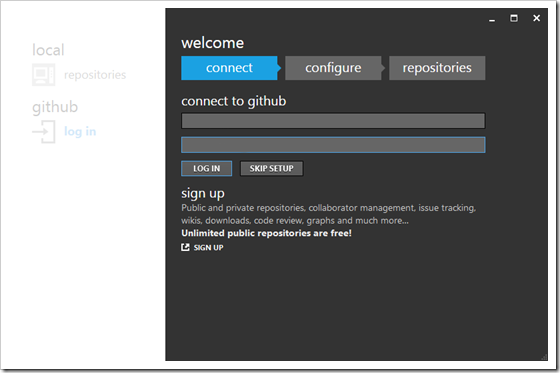 local
repositories
github
log in
welcome
connect
configure
repositories
connect to github
LOG IN
SKIP SETUP
sign up
Public and private repositories, collaborator management, issue tracking,
wikis, downloads, code review, graphs and much more...
Unlimited public repositories are free!
SIGN UP